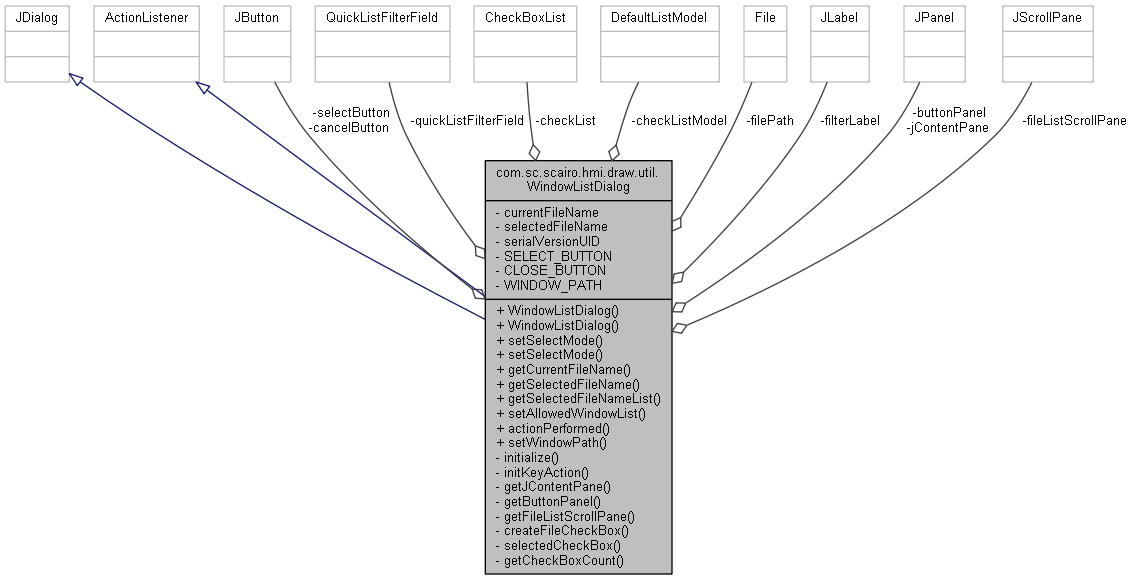 JDialog
ActionListener
JButton
QuickListFilterField
CheckBoxList
DefaultListModel
File
JLabel
JPanel
JScrollPane
-selectButton
-cancelButton
-quickListFilterField
-checkList
-checkListModel
-filePath
-filterLabel
-buttonPanel
-jContentPane
-fileListScrollPane
com.sc.scairo.hmi.draw.util.
WindowListDialog
- currentFileName
- selectedFileName
- serialVersionUID
- SELECT_BUTTON
- CLOSE_BUTTON
- WINDOW_PATH
+ WindowListDialog()
+ WindowListDialog()
+ setSelectMode()
+ setSelectMode()
+ getCurrentFileName()
+ getSelectedFileName()
+ getSelectedFileNameList()
+ setAllowedWindowList()
+ actionPerformed()
+ setWindowPath()
- initialize()
- initKeyAction()
- getJContentPane()
- getButtonPanel()
- getFileListScrollPane()
- createFileCheckBox()
- selectedCheckBox()
- getCheckBoxCount()